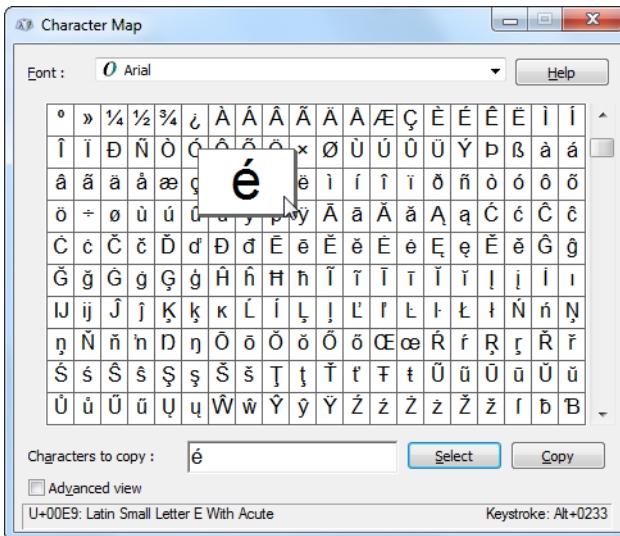 Character Map
Font :
O Arial
Help
º » ¼ ½ ¾ ¿ À Á Â Ã Ä Å Æ Ç È É Ê Ë Ì Í
Î Ï Ð Ñ Ò Ó Ô Õ Ö × Ø Ù Ú Û Ü Ý Þ ß à á
â ã ä å æ ç é ë ì í î ï ð ñ ò ó ô õ
ö ÷ ø ù ú û ü ý þ ÿ Ā ā Ă ă Ą ą Ć ć Ĉ ĉ
Ċ ċ Č č Ď ď Đ đ Ē ē Ĕ ĕ Ė ė Ę ę Ě ě Ĝ ĝ
Ğ ğ Ġ ġ Ģ ģ Ĥ ĥ Ħ ħ Ĩ ĩ Ī ī Ĭ ĭ Į į İ ı
IJ ij Ĵ ĵ Ķ ķ ĸ Ĺ ĺ Ļ ļ Ľ ľ Ŀ ŀ Ł ł Ń ń Ņ
ņ Ň ň ŉ Ŋ ŋ Ō ō Ŏ ŏ Ő ő Œ œ Ŕ ŕ Ŗ ŗ Ř ř
Ś ś Ŝ ŝ Ş ş Š š Ţ ţ Ť ť Ŧ ŧ Ũ ũ Ū ū Ŭ ŭ
Ů ů Ű ű Ų ų Ŵ ŵ Ŷ ŷ Ÿ Ź ź Ż ż Ž ž ſ ƀ Ɓ
Characters to copy :
é
Select
Copy
Advanced view
U+00E9: Latin Small Letter E With Acute
Keystroke: Alt+0233